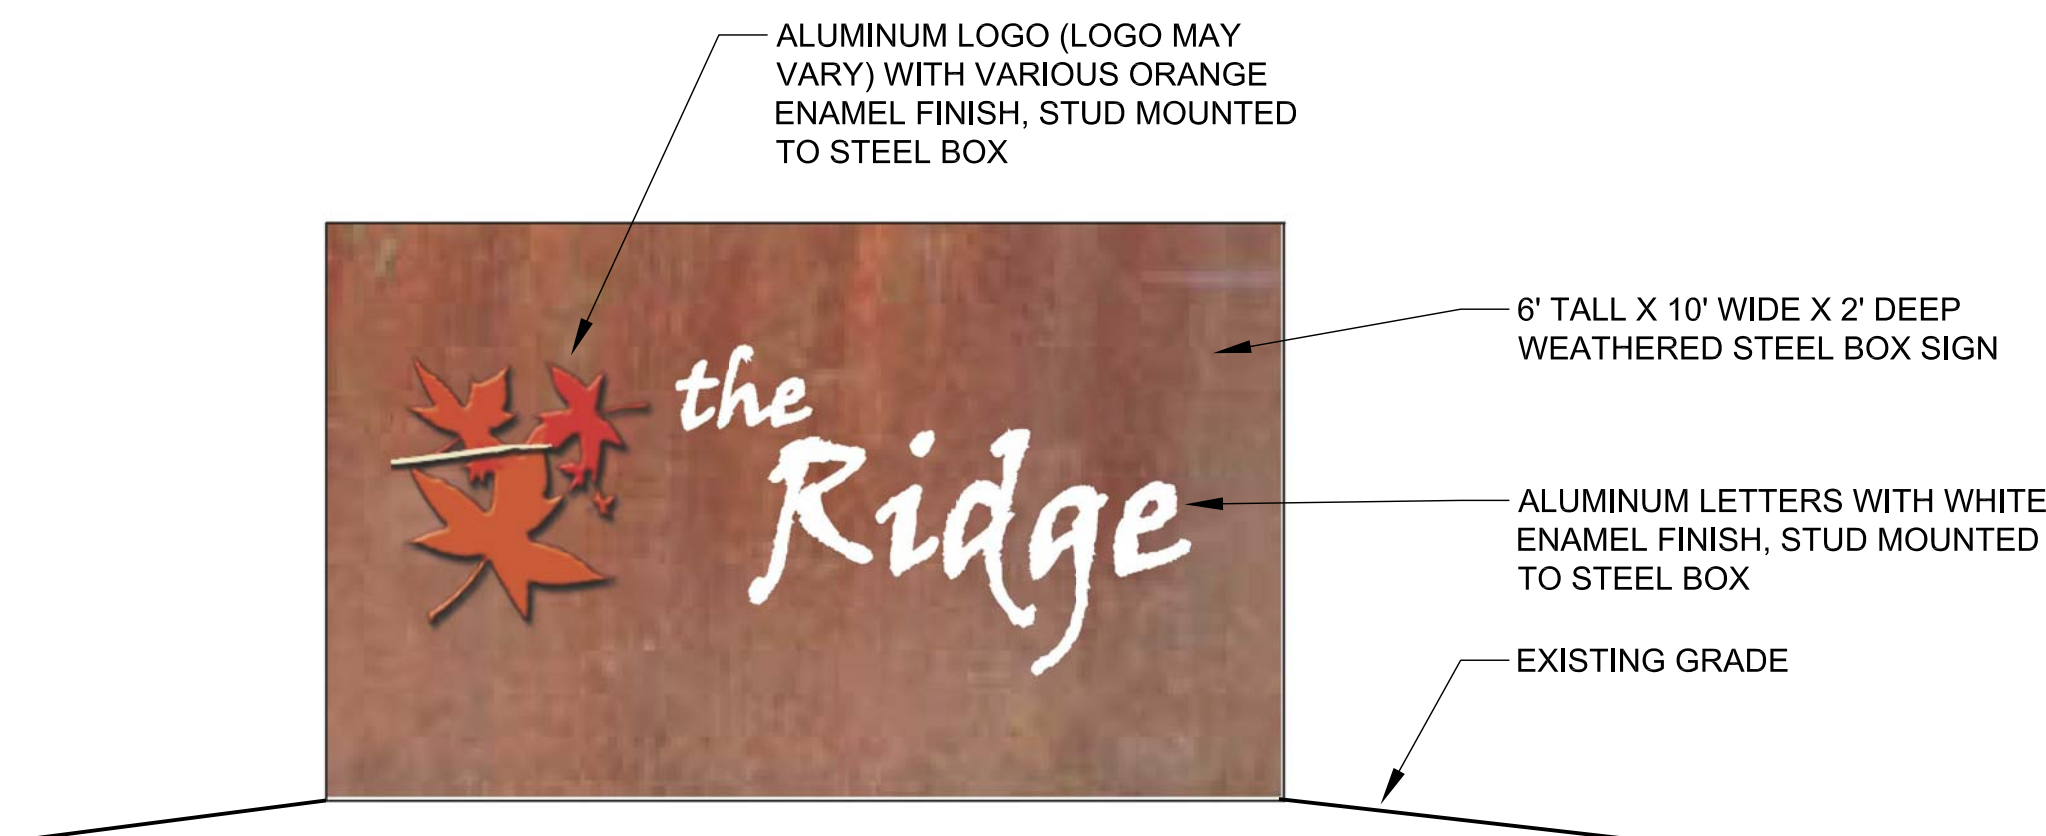 ALUMINUM LOGO (LOGO MAY
VARY) WITH VARIOUS ORANGE
ENAMEL FINISH, STUD MOUNTED
TO STEEL BOX
the
Ridge
6' TALL X 10' WIDE X 2' DEEP
WEATHERED STEEL BOX SIGN
ALUMINUM LETTERS WITH WHITE
ENAMEL FINISH, STUD MOUNTED
TO STEEL BOX
EXISTING GRADE